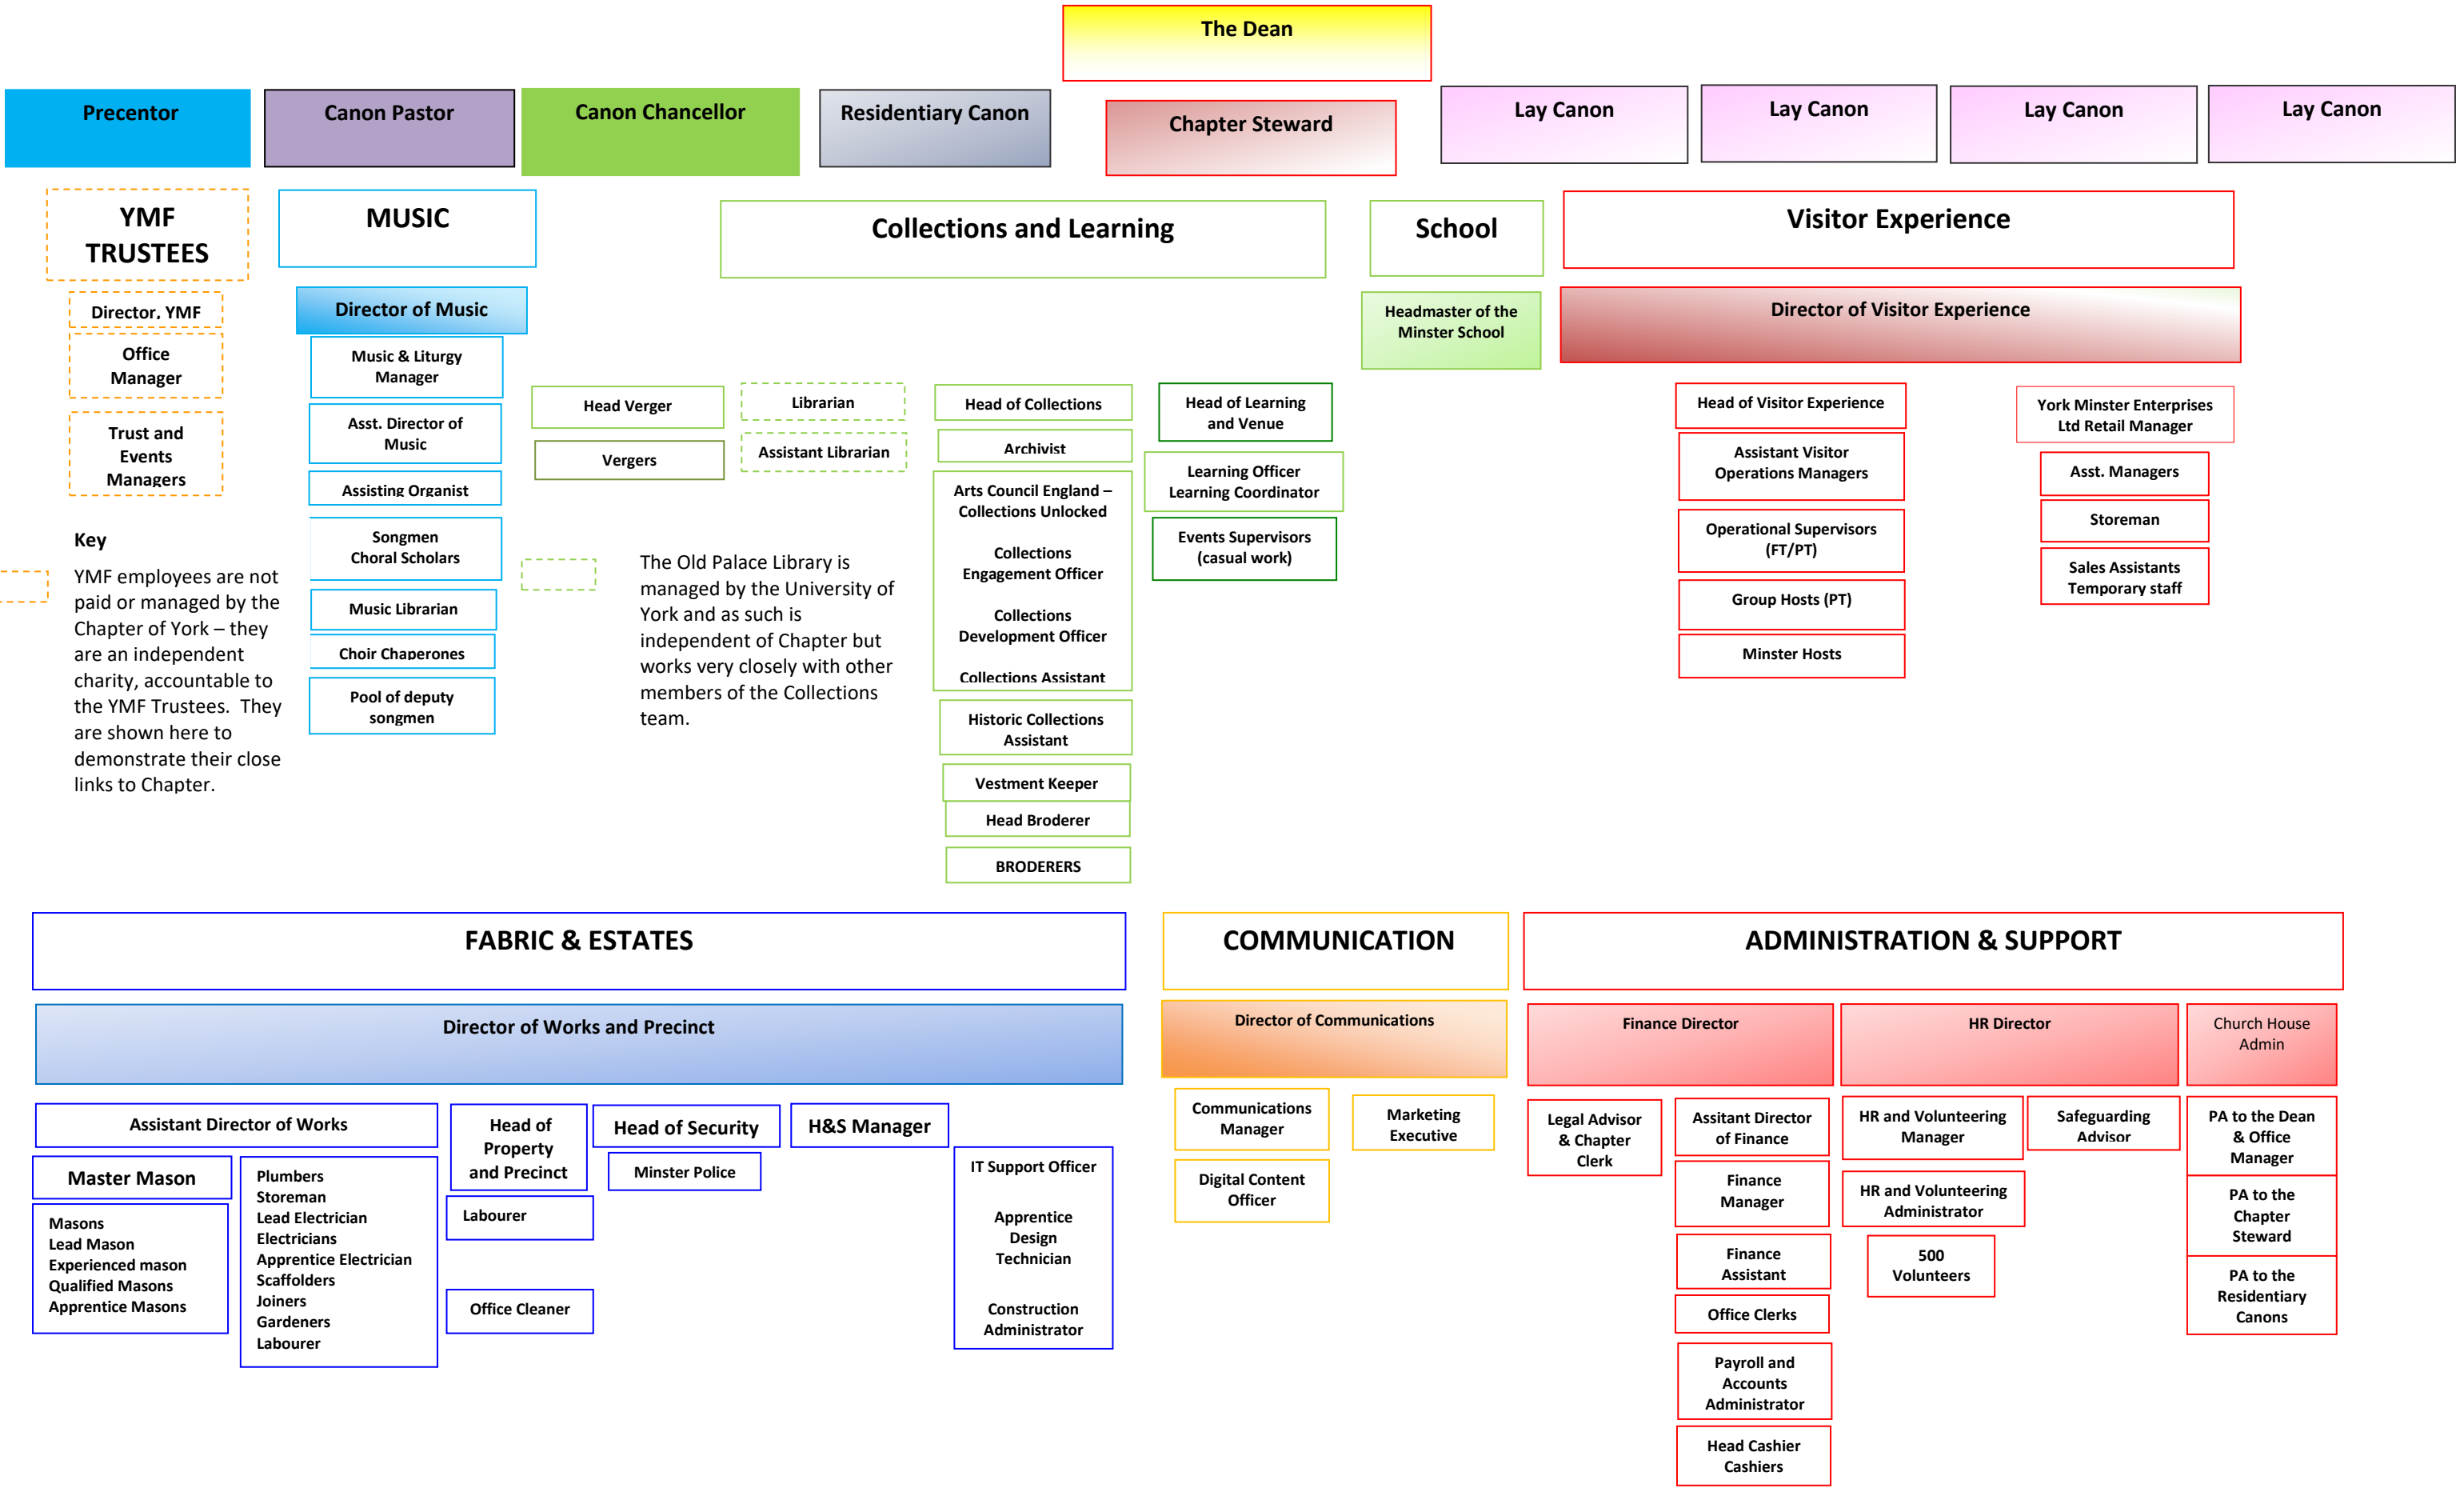 The Dean
Precentor
Canon Pastor
Canon Chancellor
Residentiary Canon
Chapter Steward
Lay Canon
Lay Canon
Lay Canon
Lay Canon
YMF
TRUSTEES
Director, YMF
Office
Manager
Trust and
Events
Managers
Key
YMF employees are not
paid or managed by the
Chapter of York – they
are an independent
charity, accountable to
the YMF Trustees.  They
are shown here to
demonstrate their close
links to Chapter.
MUSIC
Director of Music
Music & Liturgy
Manager
Asst. Director of
Music
Assisting Organist
Songmen
Choral Scholars
Music Librarian
Choir Chaperones
Pool of deputy
songmen
Collections and Learning
Head Verger
Vergers
Librarian
Assistant Librarian
The Old Palace Library is
managed by the University of
York and as such is
independent of Chapter but
works very closely with other
members of the Collections
team.
Head of Collections
Archivist
Arts Council England –
Collections Unlocked
Collections
Engagement Officer
Collections
Development Officer
Collections Assistant
Historic Collections
Assistant
Vestment Keeper
Head Broderer
BRODERERS
Head of Learning
and Venue
Learning Officer
Learning Coordinator
Events Supervisors
(casual work)
School
Headmaster of the
Minster School
Visitor Experience
Director of Visitor Experience
Head of Visitor Experience
Assistant Visitor
Operations Managers
Operational Supervisors
(FT/PT)
Group Hosts (PT)
Minster Hosts
York Minster Enterprises
Ltd Retail Manager
Asst. Managers
Storeman
Sales Assistants
Temporary staff
FABRIC & ESTATES
Director of Works and Precinct
Assistant Director of Works
Master Mason
Masons
Lead Mason
Experienced mason
Qualified Masons
Apprentice Masons
Plumbers
Storeman
Lead Electrician
Electricians
Apprentice Electrician
Scaffolders
Joiners
Gardeners
Labourer
Head of
Property
and Precinct
Labourer
Office Cleaner
Head of Security
Minster Police
H&S Manager
IT Support Officer
Apprentice
Design
Technician
Construction
Administrator
COMMUNICATION
Director of Communications
Communications
Manager
Digital Content
Officer
Marketing
Executive
ADMINISTRATION & SUPPORT
Finance Director
Legal Advisor
& Chapter
Clerk
Assitant Director
of Finance
Finance
Manager
Finance
Assistant
Office Clerks
Payroll and
Accounts
Administrator
Head Cashier
Cashiers
HR Director
HR and Volunteering
Manager
HR and Volunteering
Administrator
500
Volunteers
Safeguarding
Advisor
Church House
Admin
PA to the Dean
& Office
Manager
PA to the
Chapter
Steward
PA to the
Residentiary
Canons